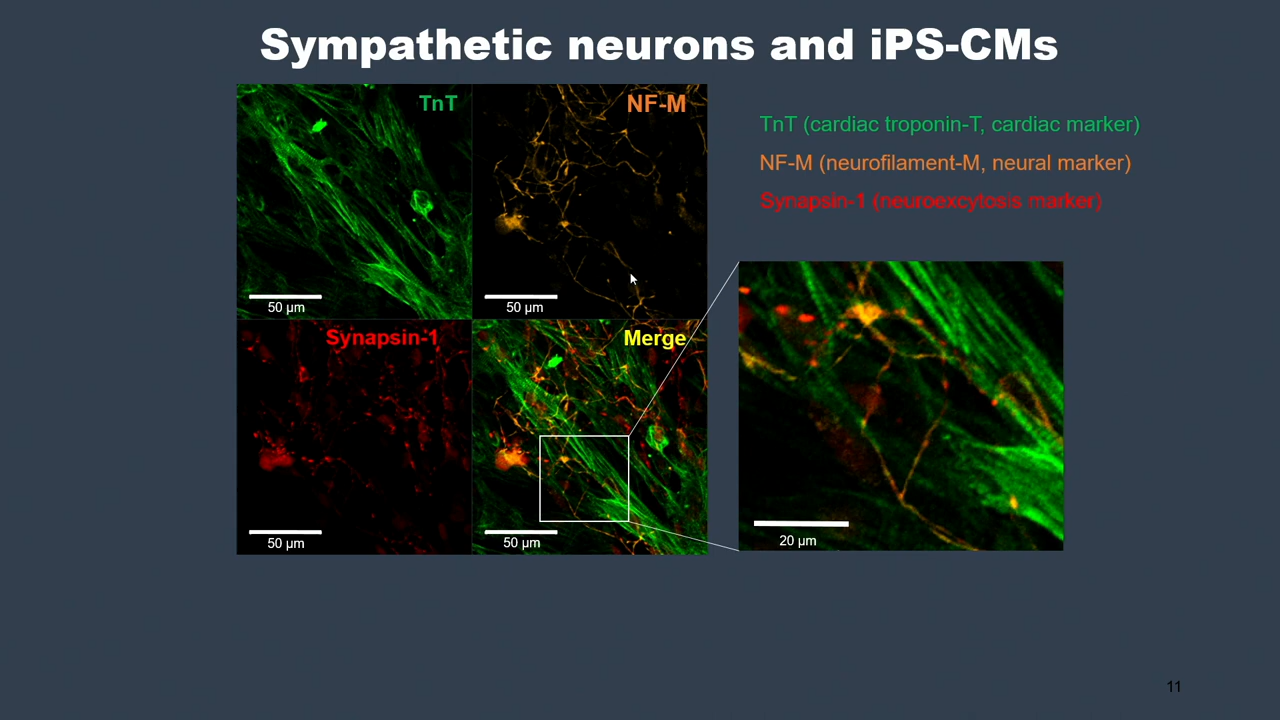 Sympathetic neurons and iPS-CMs
TnT
NF-M
50 µm
50 µm
Synapsin-1
Merge
50 µm
50 µm
TnT (cardiac troponin-T, cardiac marker)
NF-M (neurofilament-M, neural marker)
Synapsin-1 (neuroexcytosis marker)
20 µm
11